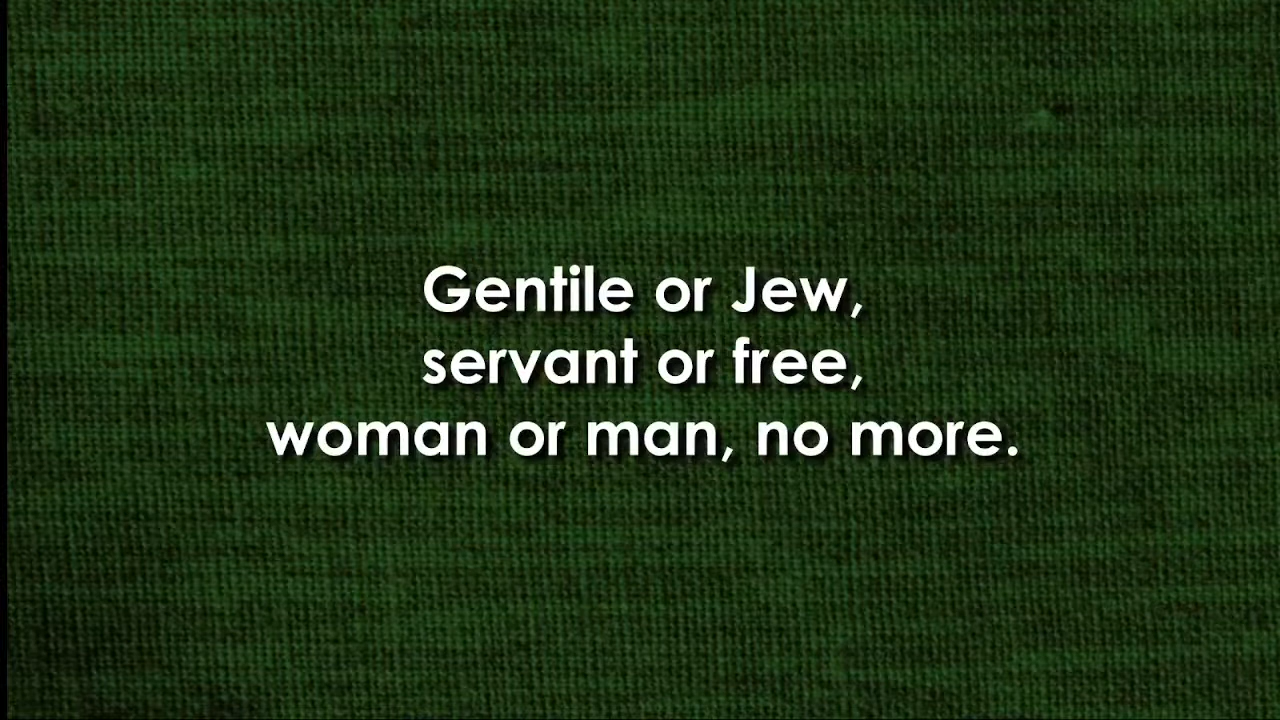 Gentile or Jew,
servant or free,
woman or man, no more.